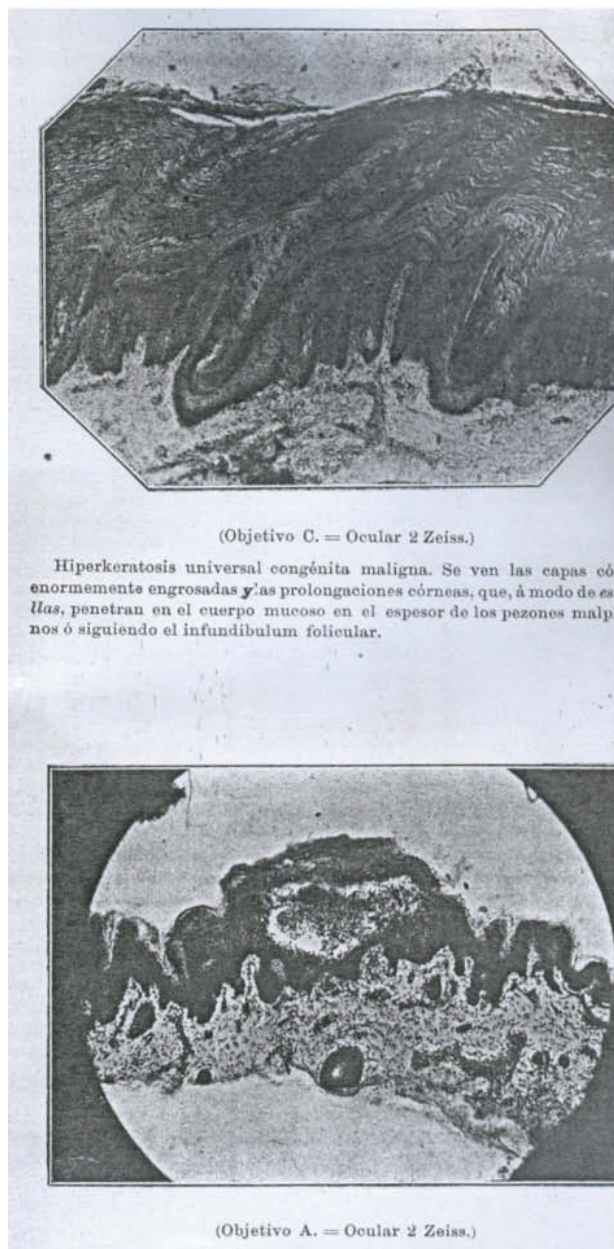 (Objetivo C. = Ocular 2 Zeiss.)
Hiperkeratosis universal congénita maligna. Se ven las capas có
enormemente engrosadas y las prolongaciones córneas, que, á modo de es
llas, penetran en el cuerpo mucoso en el espesor de los pezones malp
nos ó siguiendo el infundibulum folicular.
(Objetivo A. = Ocular 2 Zeiss.)